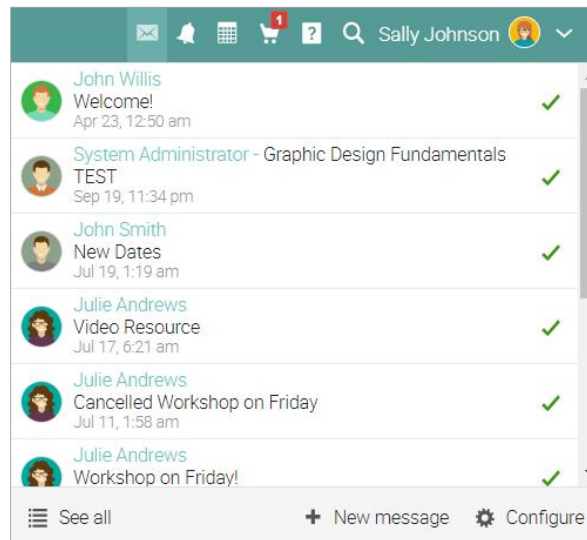 1
? Sally Johnson
John Willis
Welcome!
Apr 23, 12:50 am
System Administrator - Graphic Design Fundamentals
TEST
Sep 19, 11:34 pm
John Smith
New Dates
Jul 19, 1:19 am
Julie Andrews
Video Resource
Jul 17, 6:21 am
Julie Andrews
Cancelled Workshop on Friday
Jul 11, 1:58 am
Julie Andrews
Workshop on Friday!
See all New message Configure